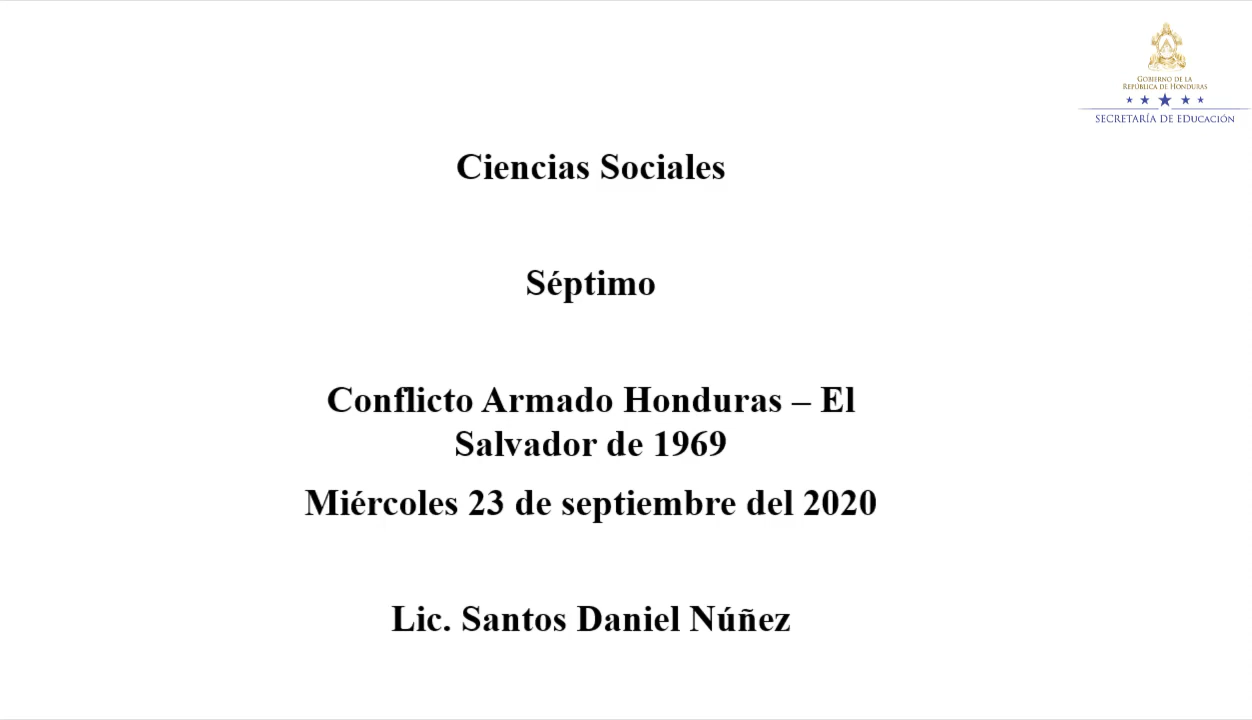 GOBIERNO DE LA
REPÚBLICA DE HONDURAS
SECRETARÍA DE EDUCACIÓN
Ciencias Sociales
Séptimo
Conflicto Armado Honduras – El
Salvador de 1969
Miércoles 23 de septiembre del 2020
Lic. Santos Daniel Núñez